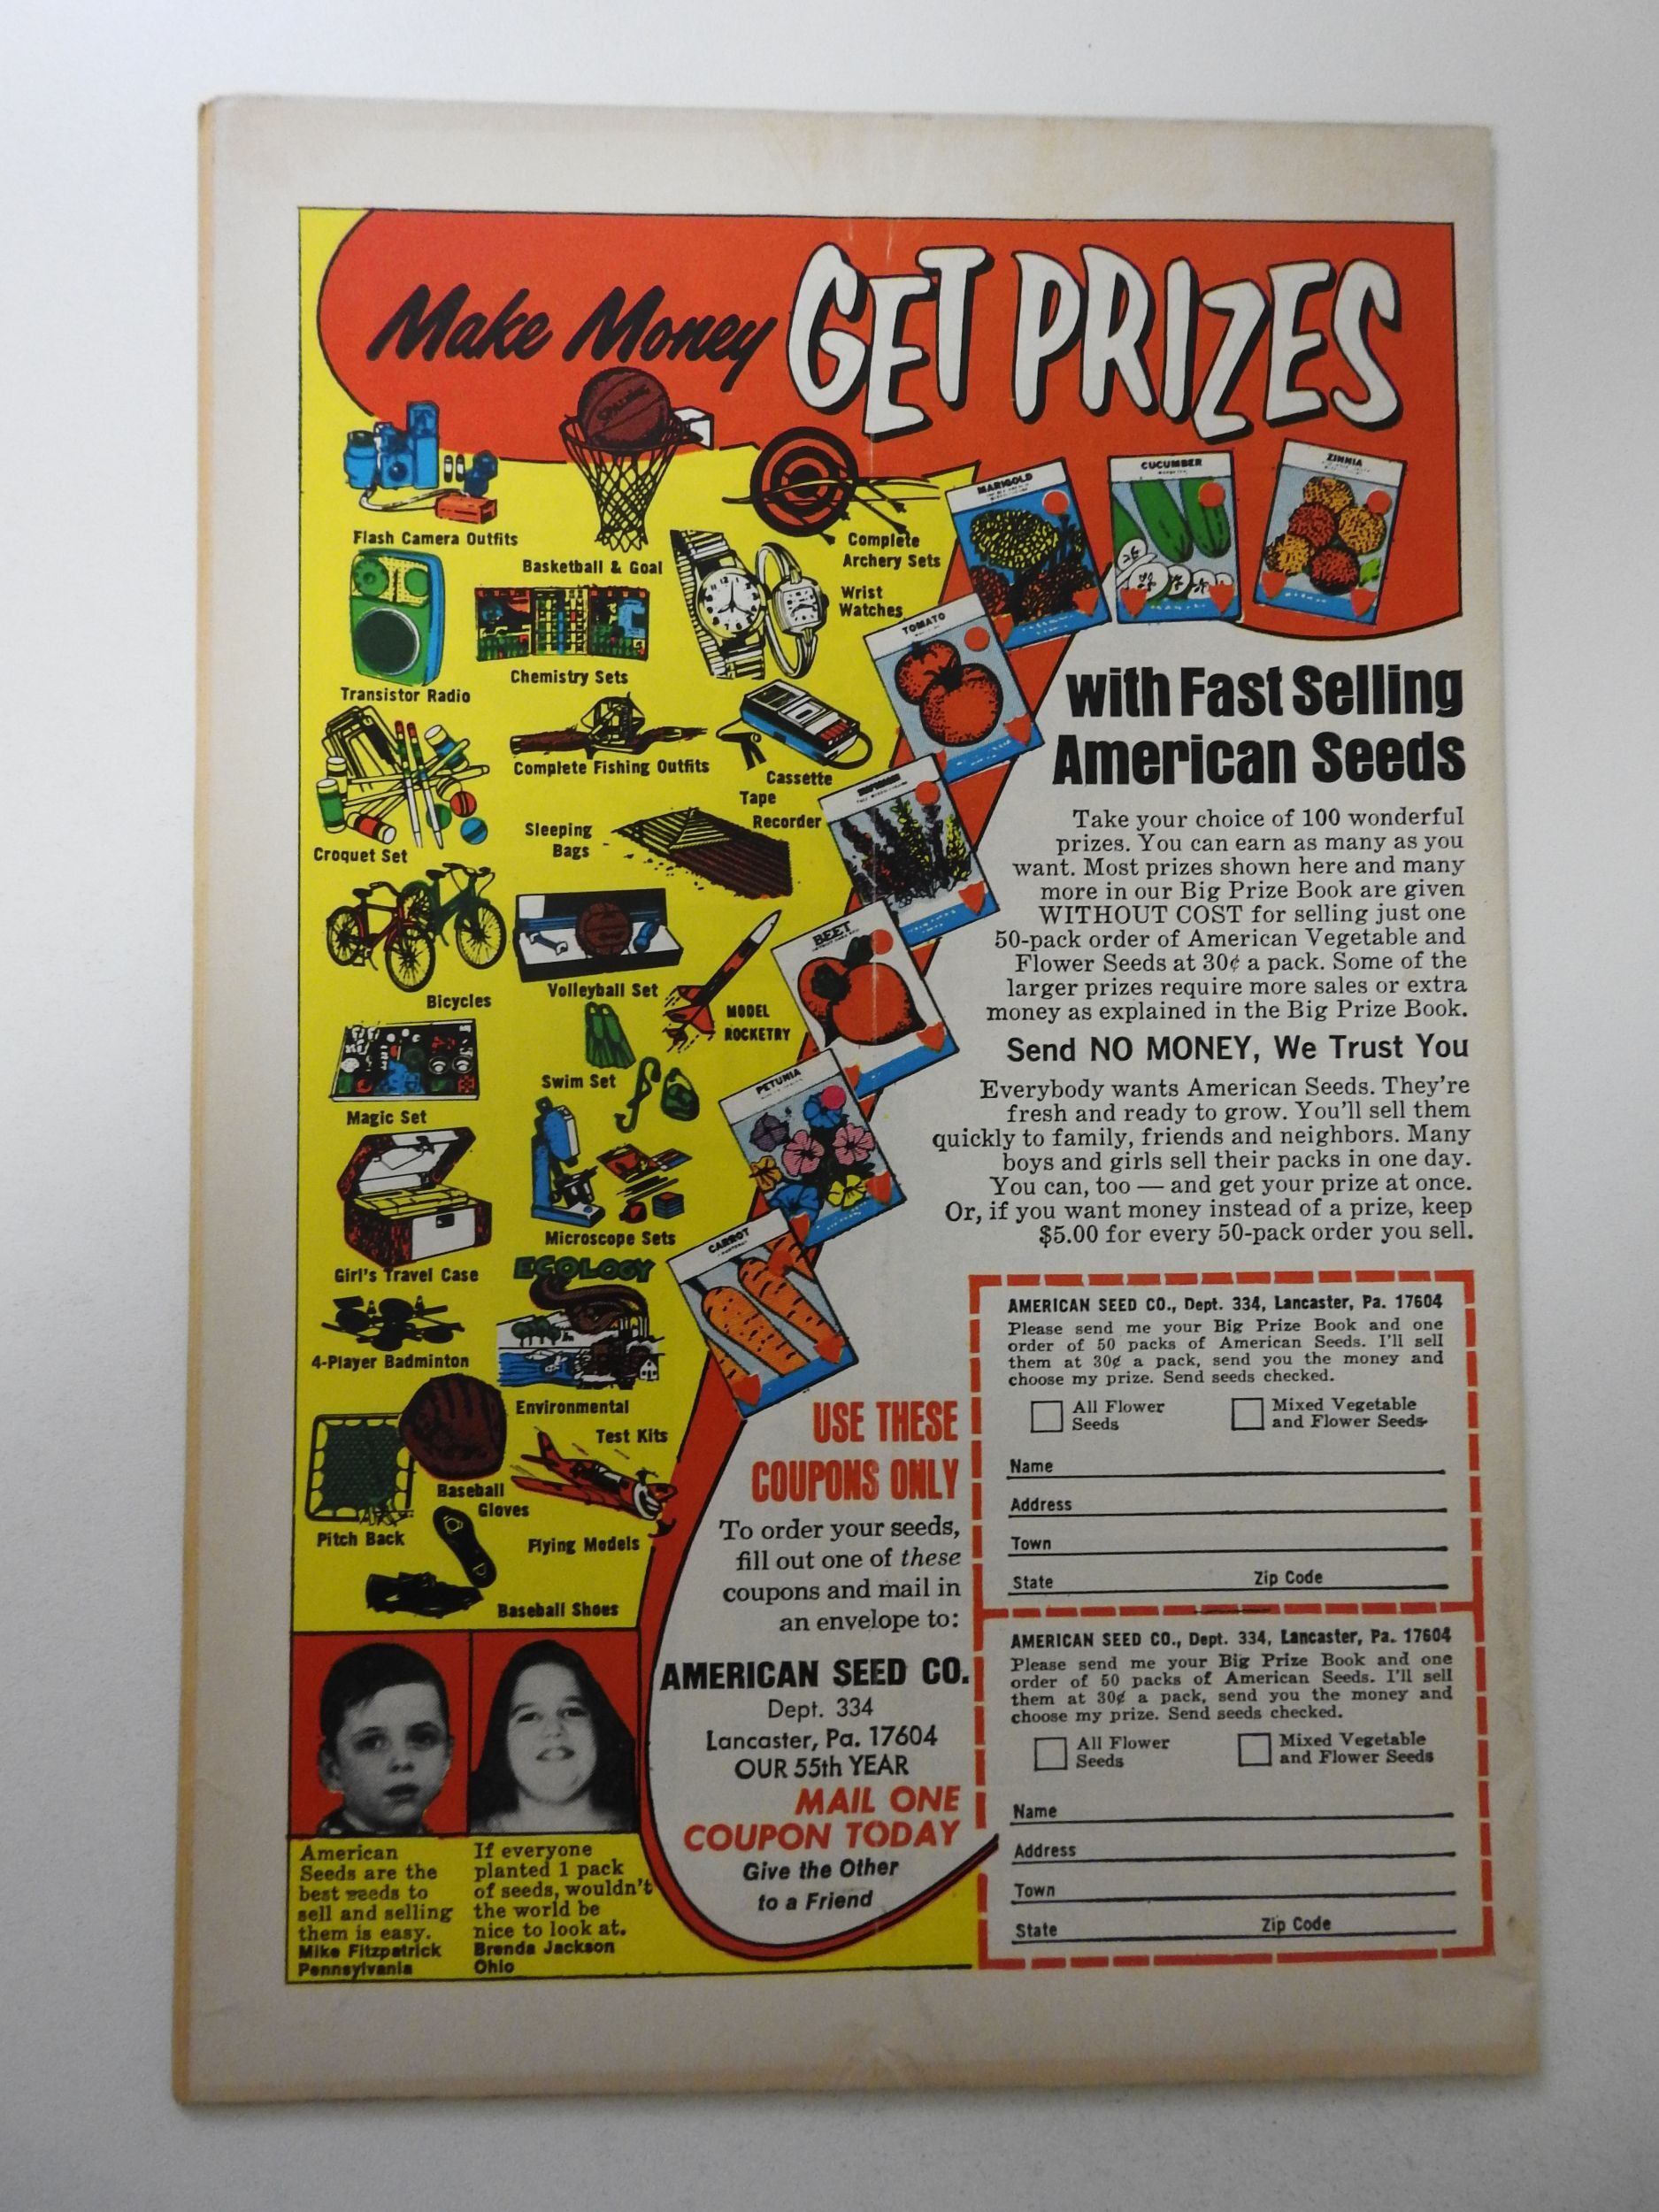 Make Money GET PRIZES
SPALDING
Flash Camera Outfits
Basketball & Goal
Complete
Archery Sets
Wrist
Watches
Transistor Radio
Chemistry Sets
Croquet Set
Complete Fishing Outfits
Cassette
Tape
Recorder
Sleeping
Bags
Bicycles
Volleyball Set
MODEL
ROCKETRY
Magic Set
Swim Set
Microscope Sets
Girl's Travel Case
ECOLOGY
4-Player Badminton
Environmental
Test Kits
Baseball
Gloves
Pitch Back
Flying Models
Baseball Shoes
MARIGOLD
CUCUMBER
ZINNIA
TOMATO
BEET
PETUNIA
CARROT
with Fast Selling
American Seeds
Take your choice of 100 wonderful
prizes. You can earn as many as you
want. Most prizes shown here and many
more in our Big Prize Book are given
WITHOUT COST for selling just one
50-pack order of American Vegetable and
Flower Seeds at 30¢ a pack. Some of the
larger prizes require more sales or extra
money as explained in the Big Prize Book.
Send NO MONEY, We Trust You
Everybody wants American Seeds. They're
fresh and ready to grow. You'll sell them
quickly to family, friends and neighbors. Many
boys and girls sell their packs in one day.
You can, too — and get your prize at once.
Or, if you want money instead of a prize, keep
$5.00 for every 50-pack order you sell.
USE THESE
COUPONS ONLY
To order your seeds,
fill out one of these
coupons and mail in
an envelope to:
AMERICAN SEED CO.
Dept. 334
Lancaster, Pa. 17604
OUR 55th YEAR
MAIL ONE
COUPON TODAY
Give the Other
to a Friend
AMERICAN SEED CO., Dept. 334, Lancaster, Pa. 17604
Please send me your Big Prize Book and one
order of 50 packs of American Seeds. I'll sell
them at 30¢ a pack, send you the money and
choose my prize. Send seeds checked.
All Flower
Seeds
Mixed Vegetable
and Flower Seeds
Name
Address
Town
State Zip Code
AMERICAN SEED CO., Dept. 334, Lancaster, Pa. 17604
Please send me your Big Prize Book and one
order of 50 packs of American Seeds. I'll sell
them at 30¢ a pack, send you the money and
choose my prize. Send seeds checked.
All Flower
Seeds
Mixed Vegetable
and Flower Seeds
Name
Address
Town
State Zip Code
American
Seeds are the
best seeds to
sell and selling
them is easy.
Mike Fitzpatrick
Pennsylvania
If everyone
planted 1 pack
of seeds, wouldn't
the world be
nice to look at.
Brenda Jackson
Ohio